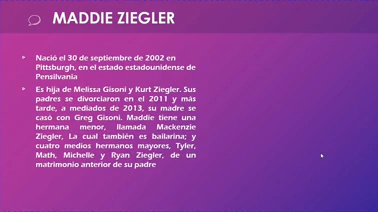 MADDIE ZIEGLER
Nació el 30 de septiembre de 2002 en
Pittsburgh, en el estado estadounidense de
Pensilvania
Es hija de Melissa Gisoni y Kurt Ziegler. Sus
padres se divorciaron en el 2011 y más
tarde, a mediados de 2013, su madre se
casó con Greg Gisoni. Maddie tiene una
hermana menor, llamada Mackenzie
Ziegler, La cual también es bailarina; y
cuatro medios hermanos mayores, Tyler,
Math, Michelle y Ryan Ziegler, de un
matrimonio anterior de su padre